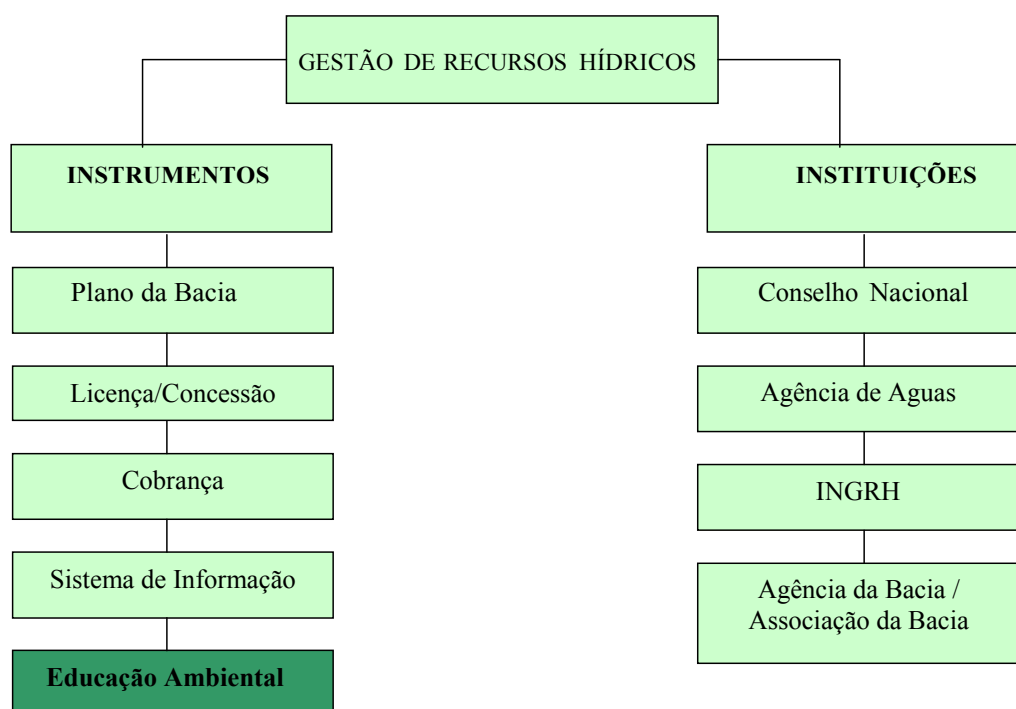 GESTÃO DE RECURSOS HÍDRICOS
INSTRUMENTOS
Plano da Bacia
Licença/Concessão
Cobrança
Sistema de Informação
Educação Ambiental
INSTITUIÇÕES
Conselho Nacional
Agência de Aguas
INGRH
Agência da Bacia /
Associação da Bacia